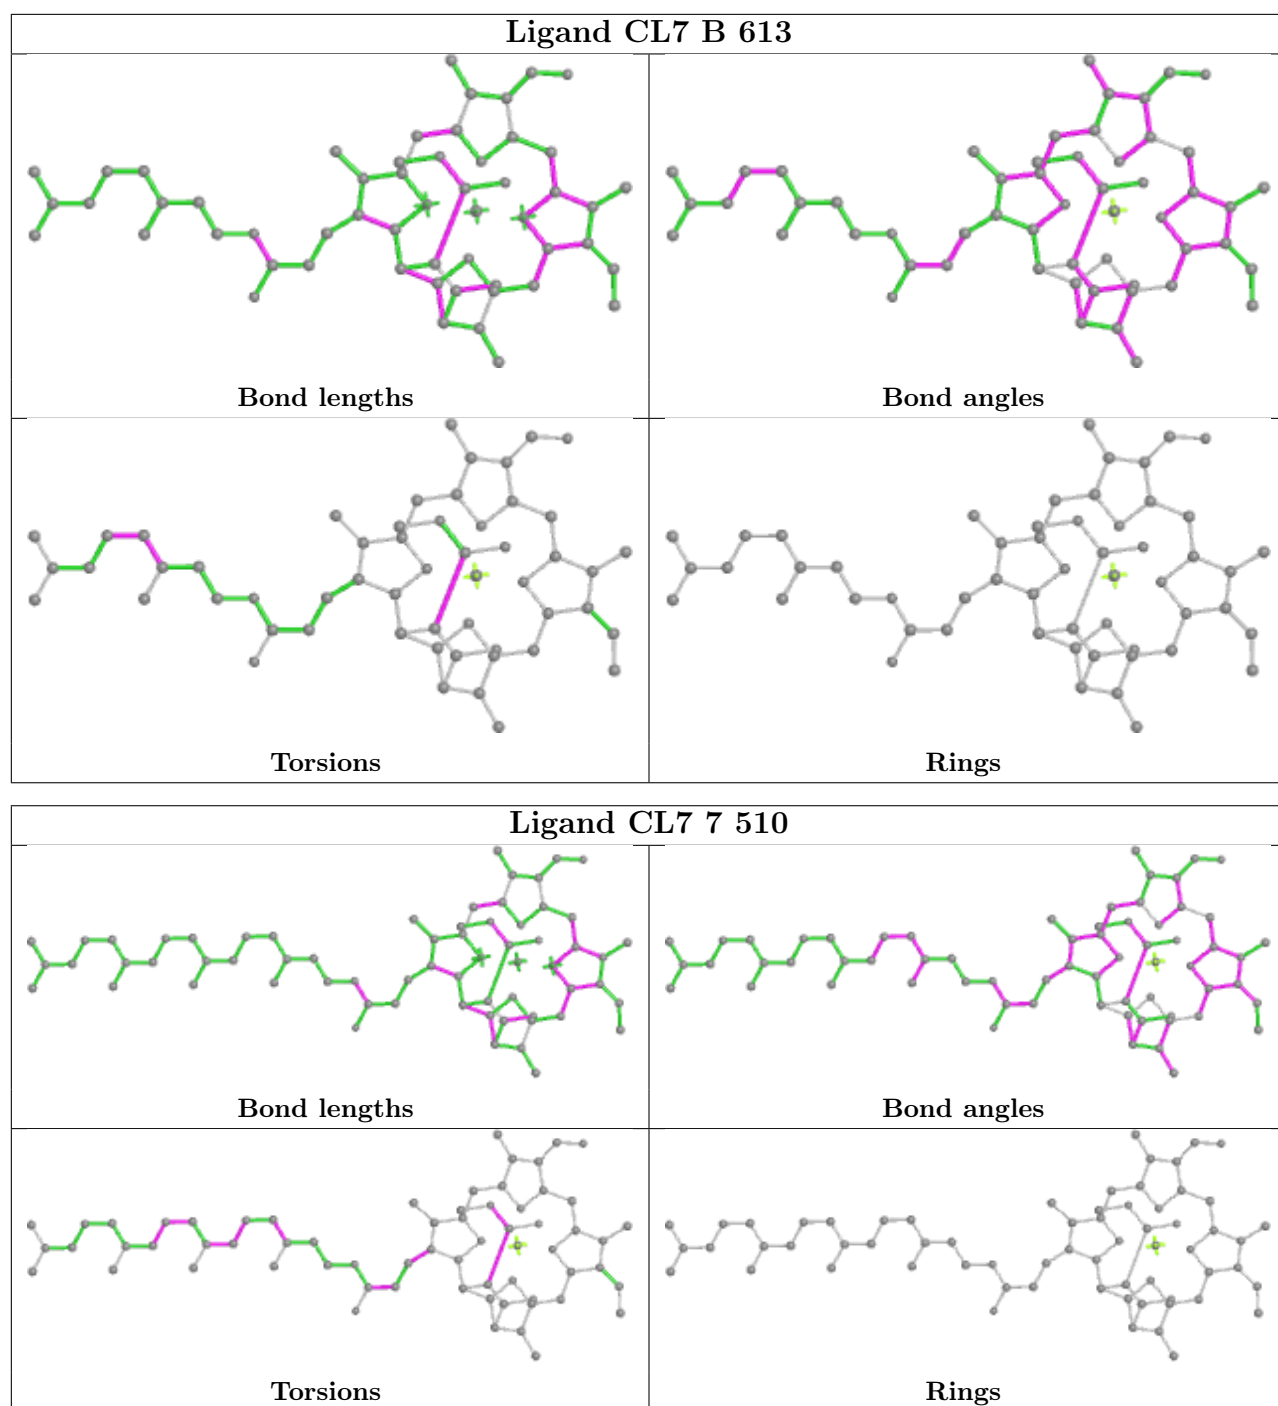 Ligand CL7 B 613
Bond lengths
Bond angles
Torsions
Rings
Ligand CL7 7 510
Bond lengths
Bond angles
Torsions
Rings